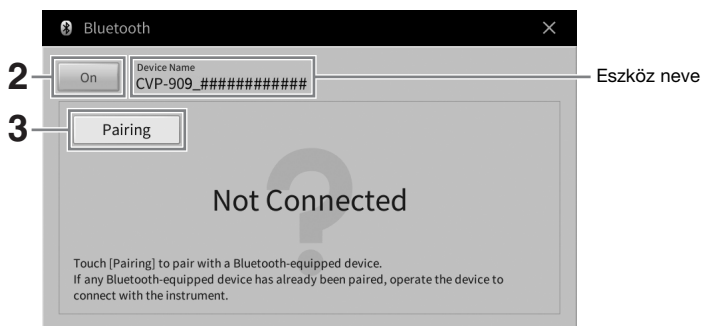 Bluetooth
2
On
Device Name
CVP-909_############
Eszköz neve
3
Pairing
Not Connected
Touch [Pairing] to pair with a Bluetooth-equipped device.
If any Bluetooth-equipped device has already been paired, operate the device to
connect with the instrument.